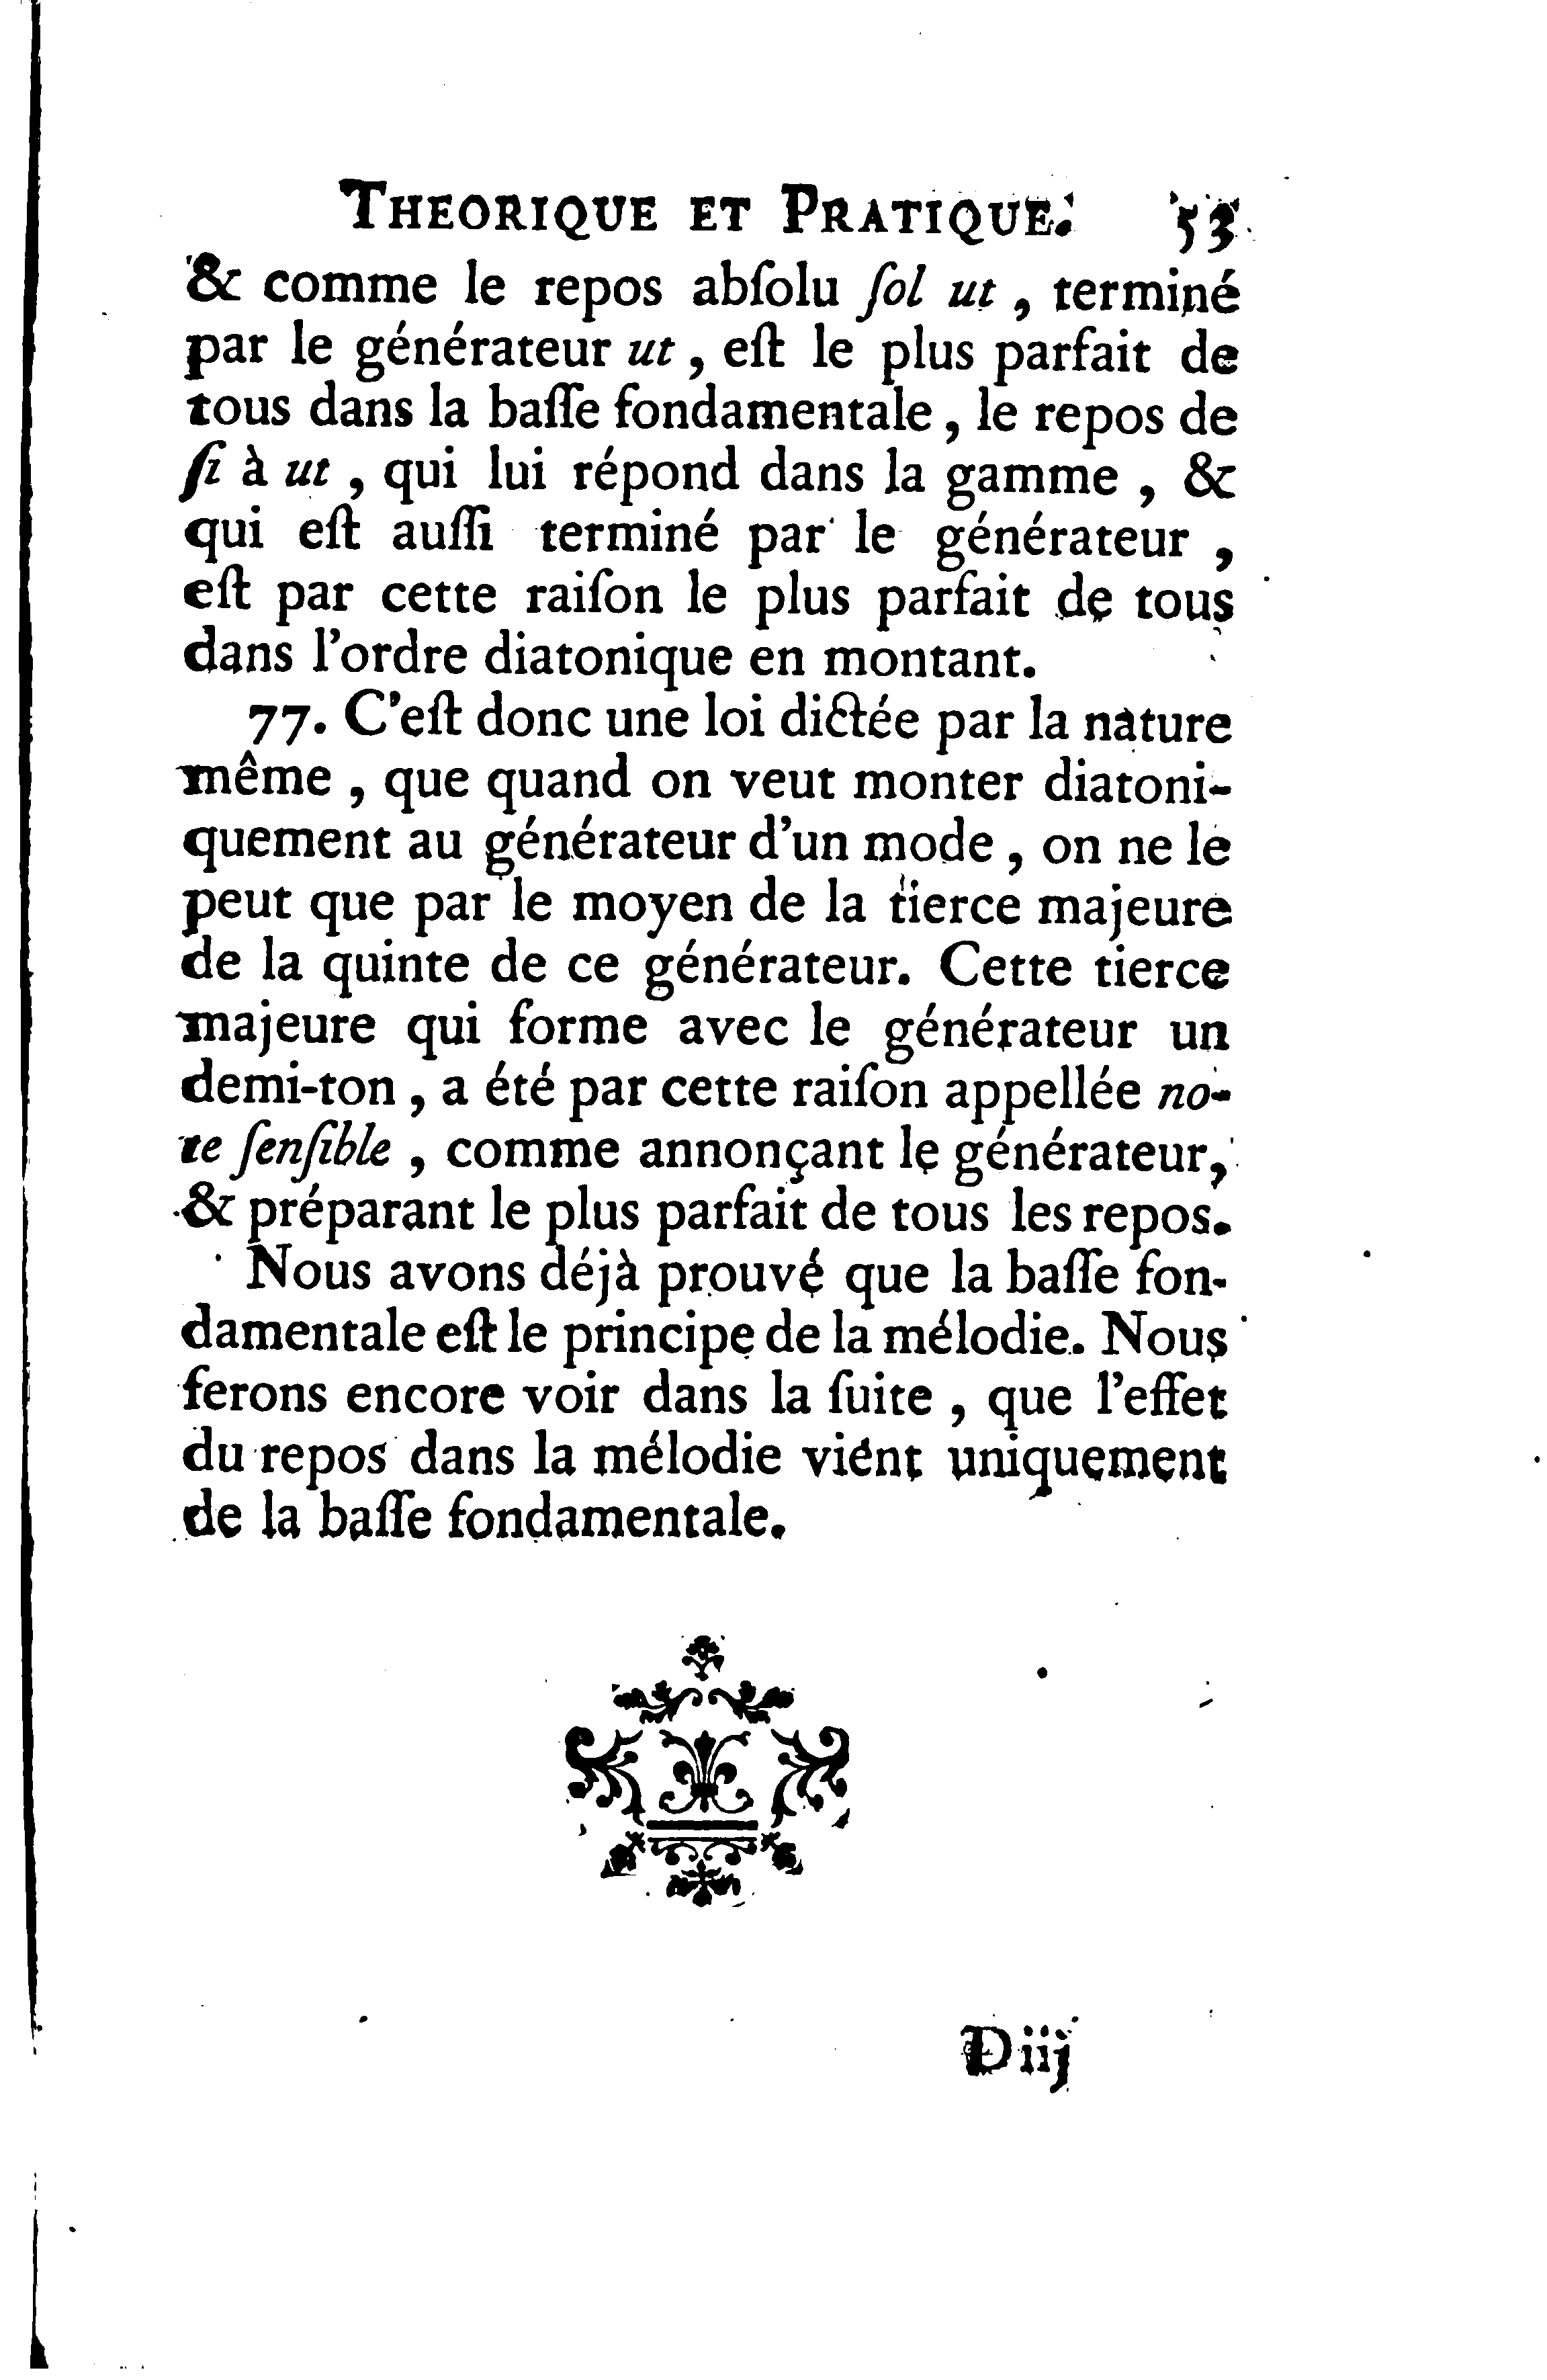 THEORIQUE ET PRATIQUE. 53
& comme le repos abſolu ſol ut, terminé
par le générateur ut, eſt le plus parfait de
tous dans la baſſe fondamentale, le repos de
ſi à ut, qui lui répond dans la gamme, &
qui eſt auſſi terminé par le générateur,
eſt par cette raiſon le plus parfait de tous
dans l'ordre diatonique en montant.
77. C'eſt donc une loi dictée par la nature
même, que quand on veut monter diatoni-
quement au générateur d'un mode, on ne le
peut que par le moyen de la tierce majeure
de la quinte de ce générateur. Cette tierce
majeure qui forme avec le générateur un
demi-ton, a été par cette raiſon appellée no-
te ſenſible, comme annonçant le générateur,
& préparant le plus parfait de tous les repos.
Nous avons déjà prouvé que la baſſe fon-
damentale eſt le principe de la mélodie. Nous
ferons encore voir dans la ſuite, que l'effet
du repos dans la mélodie vient uniquement
de la baſſe fondamentale.
D iij